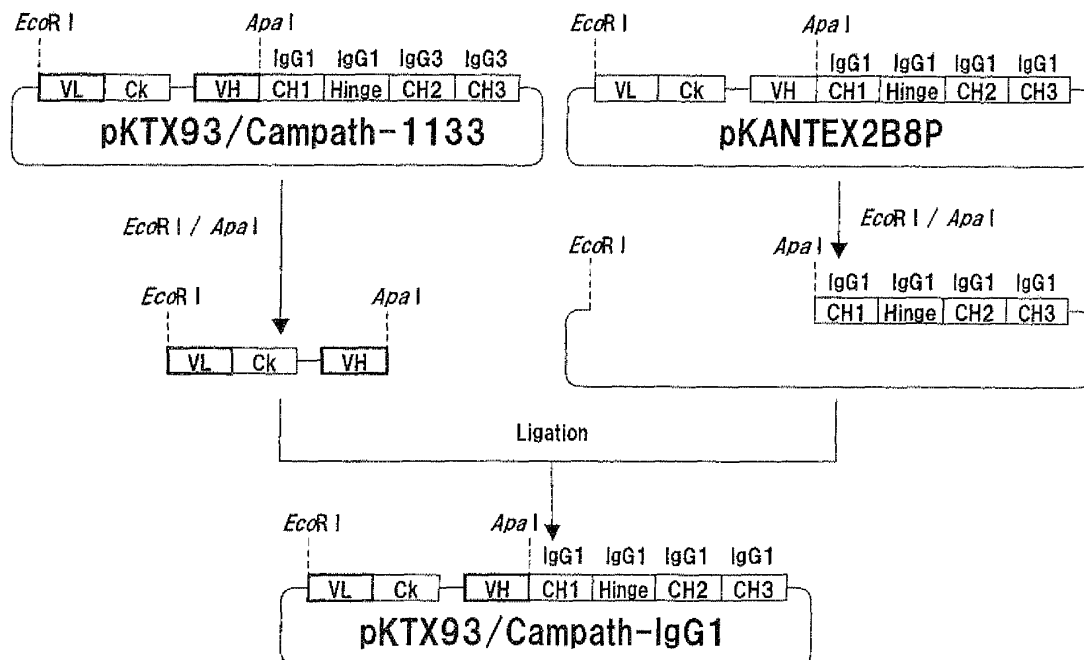 EcoR I
Apa I
IgG1 IgG1 IgG3 IgG3
VL Ck VH CH1 Hinge CH2 CH3
pKTX93/Campath-1133
EcoR I
Apa I
IgG1 IgG1 IgG1 IgG1
VL Ck VH CH1 Hinge CH2 CH3
pKANTEX2B8P
EcoR I / Apa I
EcoR I
Apa I
VL Ck VH
EcoR I / Apa I
EcoR I
Apa I
IgG1 IgG1 IgG1 IgG1
CH1 Hinge CH2 CH3
Ligation
EcoR I
Apa I
IgG1 IgG1 IgG1 IgG1
VL Ck VH CH1 Hinge CH2 CH3
pKTX93/Campath-IgG1